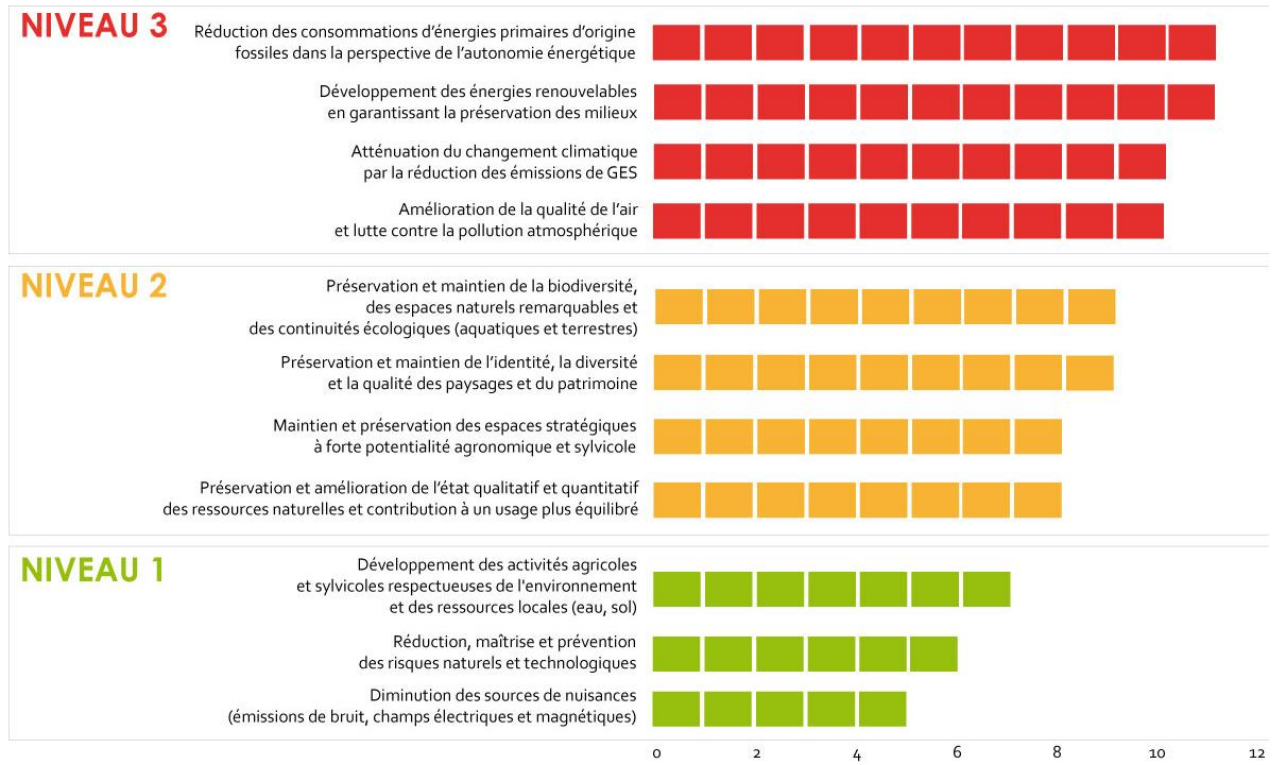 NIVEAU 3
Réduction des consommations d'énergies primaires d'origine
fossiles dans la perspective de l'autonomie énergétique
Développement des énergies renouvelables
en garantissant la préservation des milieux
Atténuation du changement climatique
par la réduction des émissions de GES
Amélioration de la qualité de l'air
et lutte contre la pollution atmosphérique
NIVEAU 2
Préservation et maintien de la biodiversité,
des espaces naturels remarquables et
des continuités écologiques (aquatiques et terrestres)
Préservation et maintien de l'identité, la diversité
et la qualité des paysages et du patrimoine
Maintien et préservation des espaces stratégiques
à forte potentialité agronomique et sylvicole
Préservation et amélioration de l'état qualitatif et quantitatif
des ressources naturelles et contribution à un usage plus équilibré
NIVEAU 1
Développement des activités agricoles
et sylvicoles respectueuses de l'environnement
et des ressources locales (eau, sol)
Réduction, maîtrise et prévention
des risques naturels et technologiques
Diminution des sources de nuisances
(émissions de bruit, champs électriques et magnétiques)
0 2 4 6 8 10 12